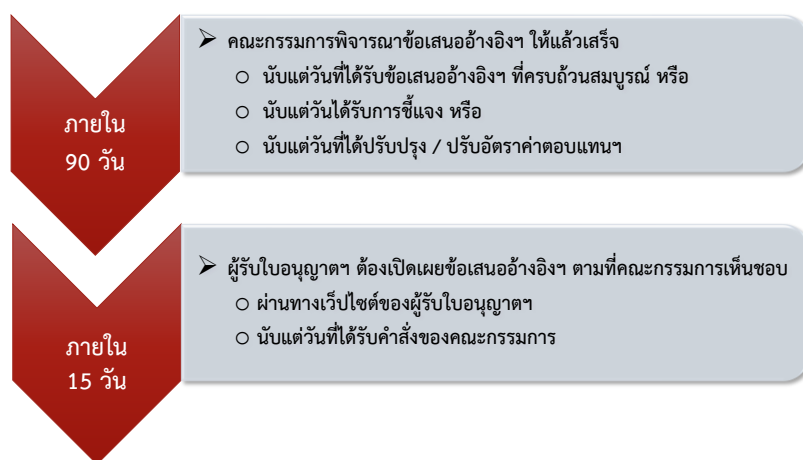 ภายใน
90 วัน
➢ คณะกรรมการพิจารณาข้อเสนออ้างอิงฯ ให้แล้วเสร็จ
o นับแต่วันที่ได้รับข้อเสนออ้างอิงฯ ที่ครบถ้วนสมบูรณ์ หรือ
o นับแต่วันได้รับการชี้แจง หรือ
o นับแต่วันที่ได้ปรับปรุง / ปรับอัตราค่าตอบแทนฯ
ภายใน
15 วัน
➢ ผู้รับใบอนุญาตฯ ต้องเปิดเผยข้อเสนออ้างอิงฯ ตามที่คณะกรรมการเห็นชอบ
o ผ่านทางเว็บไซต์ของผู้รับใบอนุญาตฯ
o นับแต่วันที่ได้รับคำสั่งของคณะกรรมการ